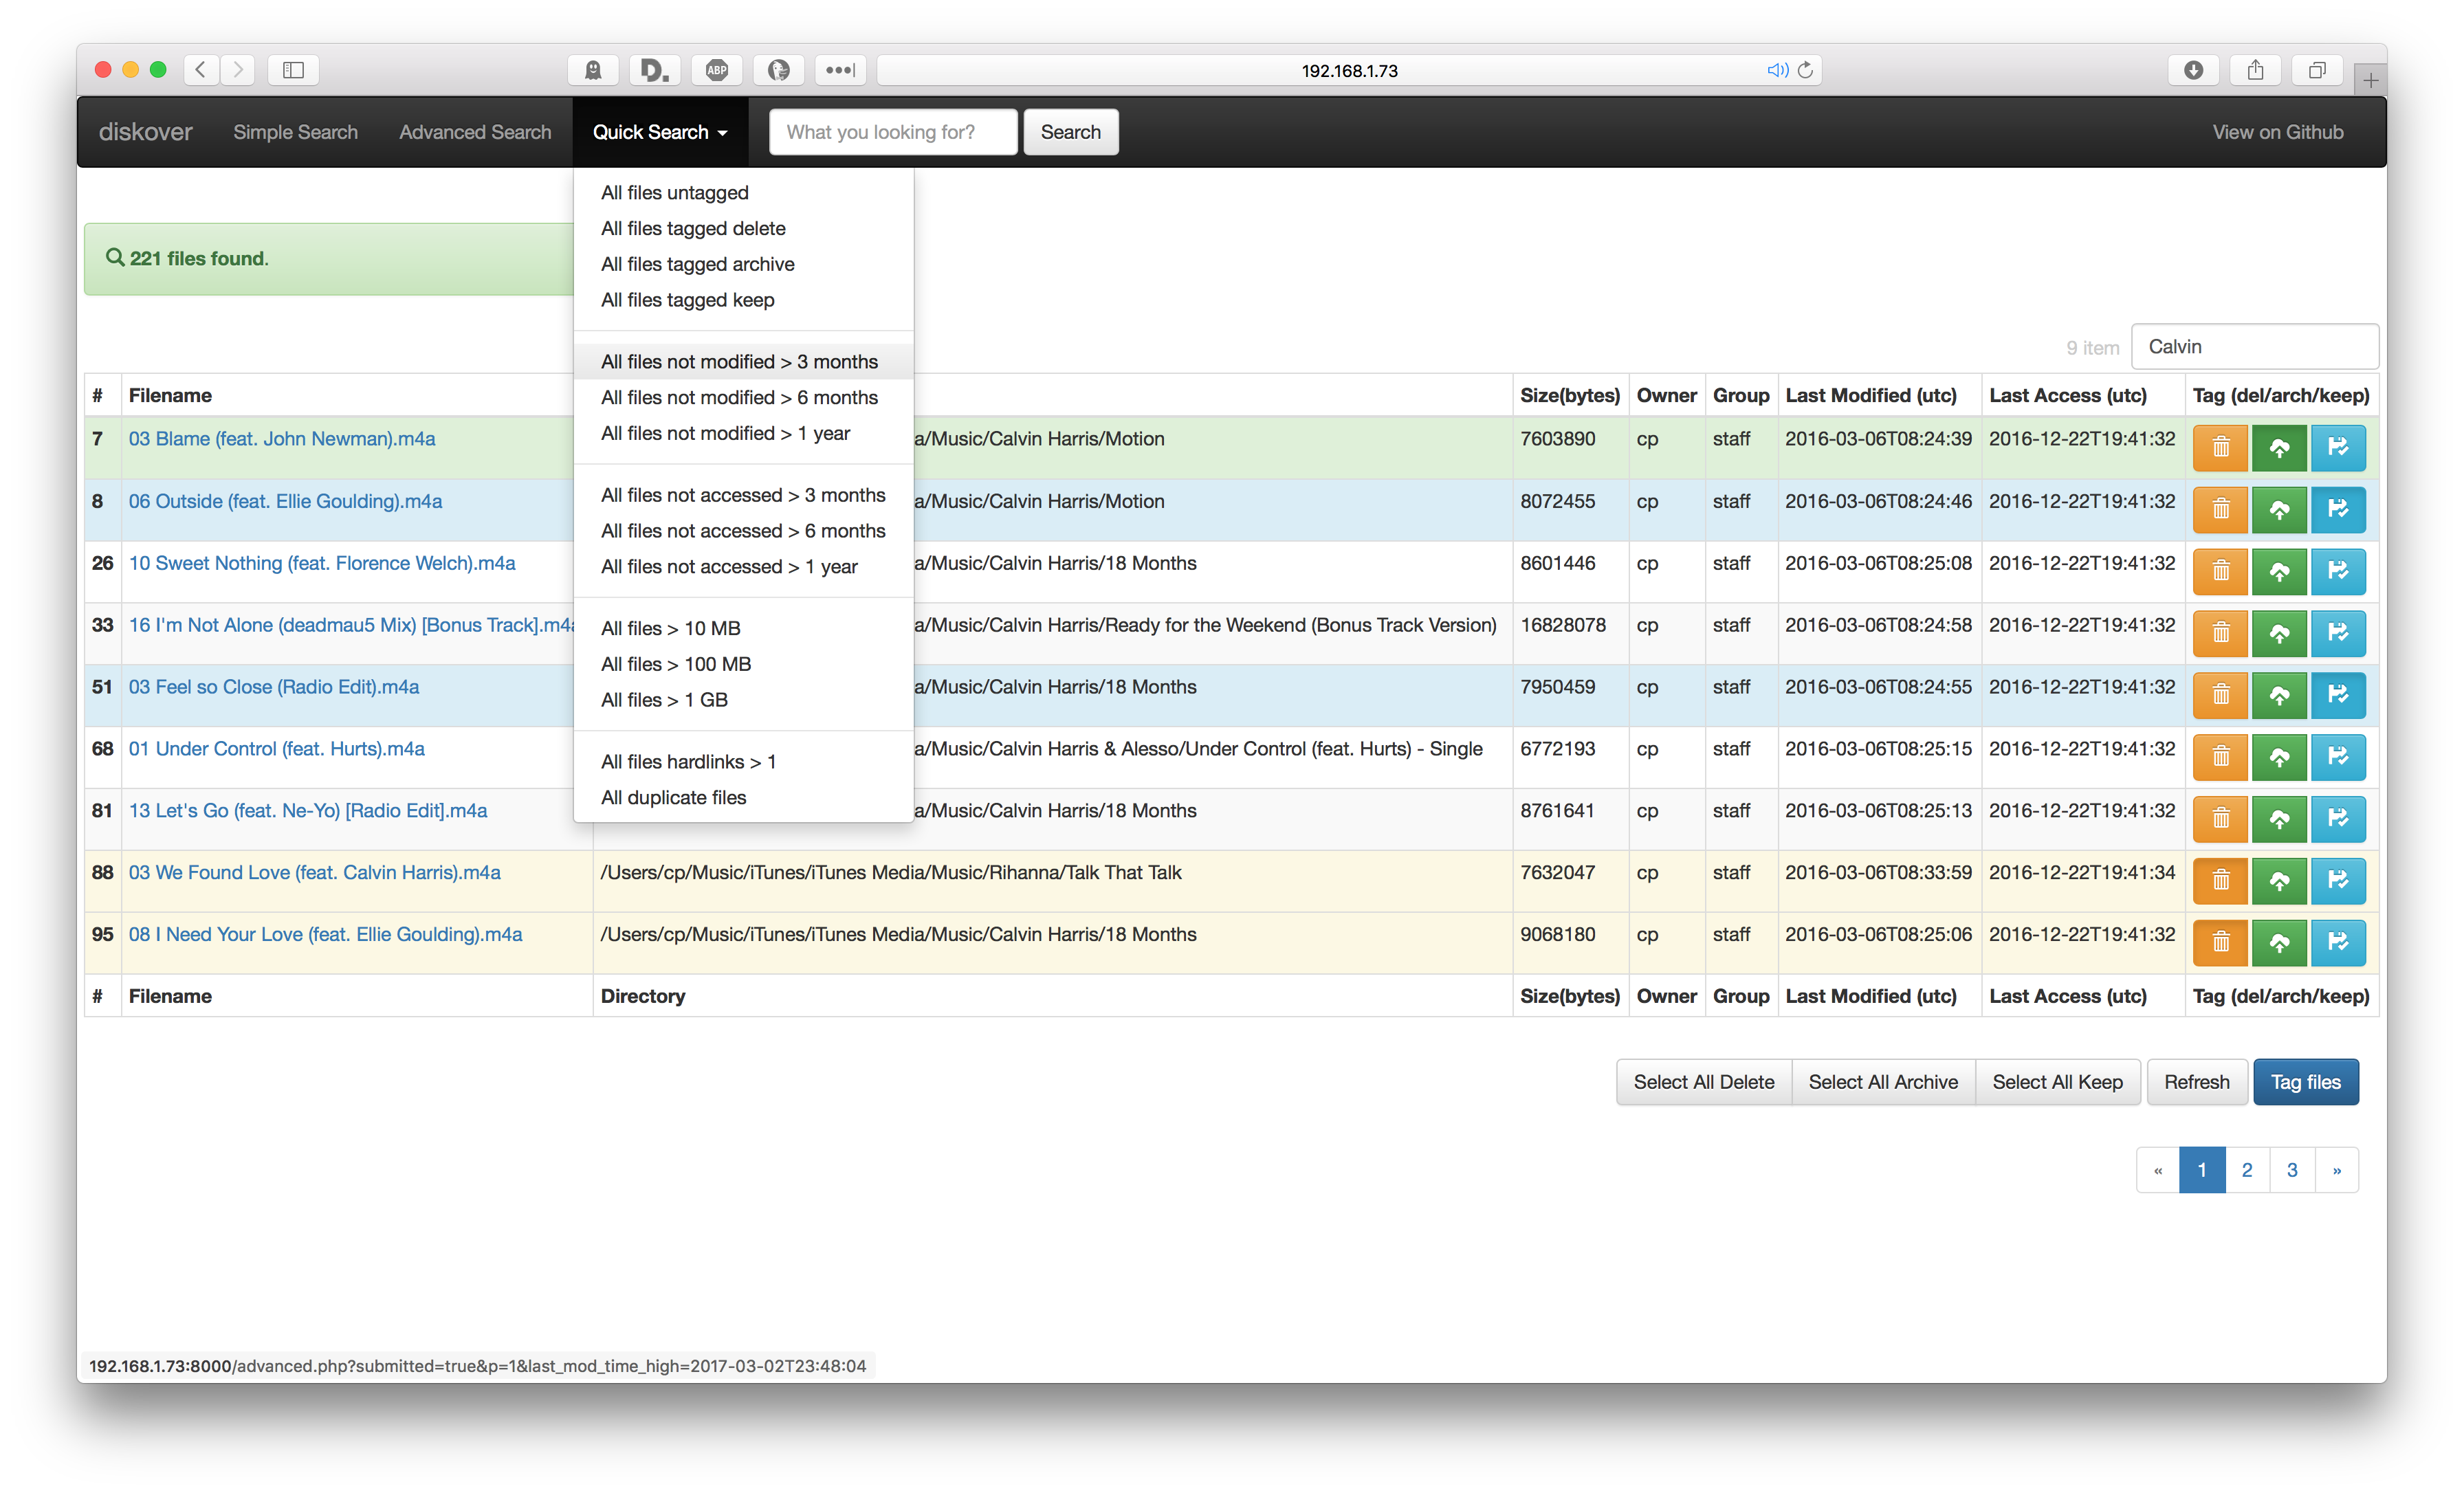 192.168.1.73
diskover Simple Search Advanced Search Quick Search What you looking for? Search View on Github
All files untagged
All files tagged delete
All files tagged archive
All files tagged keep
All files not modified > 3 months
All files not modified > 6 months
All files not modified > 1 year
All files not accessed > 3 months
All files not accessed > 6 months
All files not accessed > 1 year
All files > 10 MB
All files > 100 MB
All files > 1 GB
All files hardlinks > 1
All duplicate files
221 files found.
9 item Calvin
# Filename Size(bytes) Owner Group Last Modified (utc) Last Access (utc) Tag (del/arch/keep)
7 03 Blame (feat. John Newman).m4a a/Music/Calvin Harris/Motion 7603890 cp staff 2016-03-06T08:24:39 2016-12-22T19:41:32
8 06 Outside (feat. Ellie Goulding).m4a a/Music/Calvin Harris/Motion 8072455 cp staff 2016-03-06T08:24:46 2016-12-22T19:41:32
26 10 Sweet Nothing (feat. Florence Welch).m4a a/Music/Calvin Harris/18 Months 8601446 cp staff 2016-03-06T08:25:08 2016-12-22T19:41:32
33 16 I'm Not Alone (deadmau5 Mix) [Bonus Track].m4a a/Music/Calvin Harris/Ready for the Weekend (Bonus Track Version) 16828078 cp staff 2016-03-06T08:24:58 2016-12-22T19:41:32
51 03 Feel so Close (Radio Edit).m4a a/Music/Calvin Harris/18 Months 7950459 cp staff 2016-03-06T08:24:55 2016-12-22T19:41:32
68 01 Under Control (feat. Hurts).m4a a/Music/Calvin Harris & Alesso/Under Control (feat. Hurts) - Single 6772193 cp staff 2016-03-06T08:25:15 2016-12-22T19:41:32
81 13 Let's Go (feat. Ne-Yo) [Radio Edit].m4a a/Music/Calvin Harris/18 Months 8761641 cp staff 2016-03-06T08:25:13 2016-12-22T19:41:32
88 03 We Found Love (feat. Calvin Harris).m4a /Users/cp/Music/iTunes/iTunes Media/Music/Rihanna/Talk That Talk 7632047 cp staff 2016-03-06T08:33:59 2016-12-22T19:41:34
95 08 I Need Your Love (feat. Ellie Goulding).m4a /Users/cp/Music/iTunes/iTunes Media/Music/Calvin Harris/18 Months 9068180 cp staff 2016-03-06T08:25:06 2016-12-22T19:41:32
# Filename Directory Size(bytes) Owner Group Last Modified (utc) Last Access (utc) Tag (del/arch/keep)
Select All Delete Select All Archive Select All Keep Refresh Tag files
« 1 2 3 »
192.168.1.73:8000/advanced.php?submitted=true&p=1&last_mod_time_high=2017-03-02T23:48:04